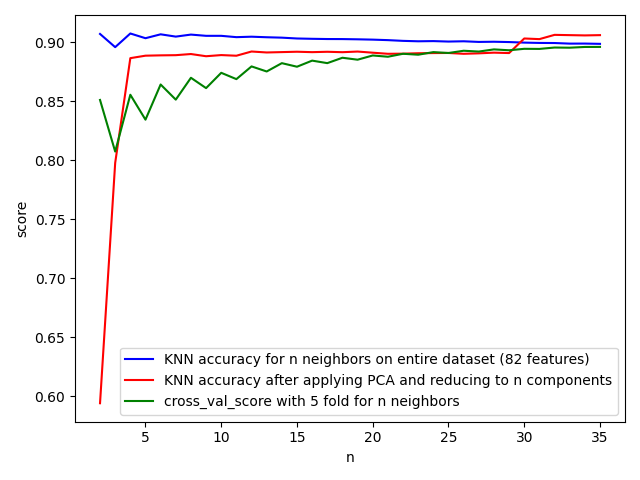 0.90
0.85
0.80
0.75
0.70
0.65
0.60
score
KNN accuracy for n neighbors on entire dataset (82 features)
KNN accuracy after applying PCA and reducing to n components
cross_val_score with 5 fold for n neighbors
5 10 15 20 25 30 35
n